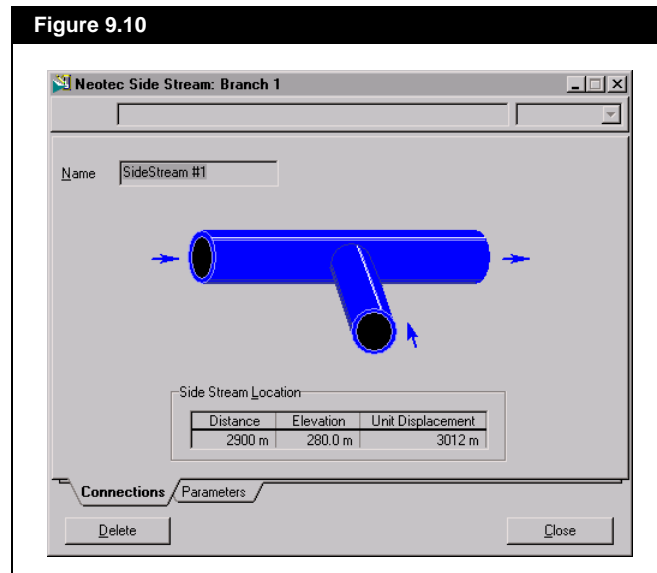 Figure 9.10
Neotec Side Stream: Branch 1
Name SideStream #1
Side Stream Location
Distance Elevation Unit Displacement
2900 m 280.0 m 3012 m
Connections Parameters
Delete Close